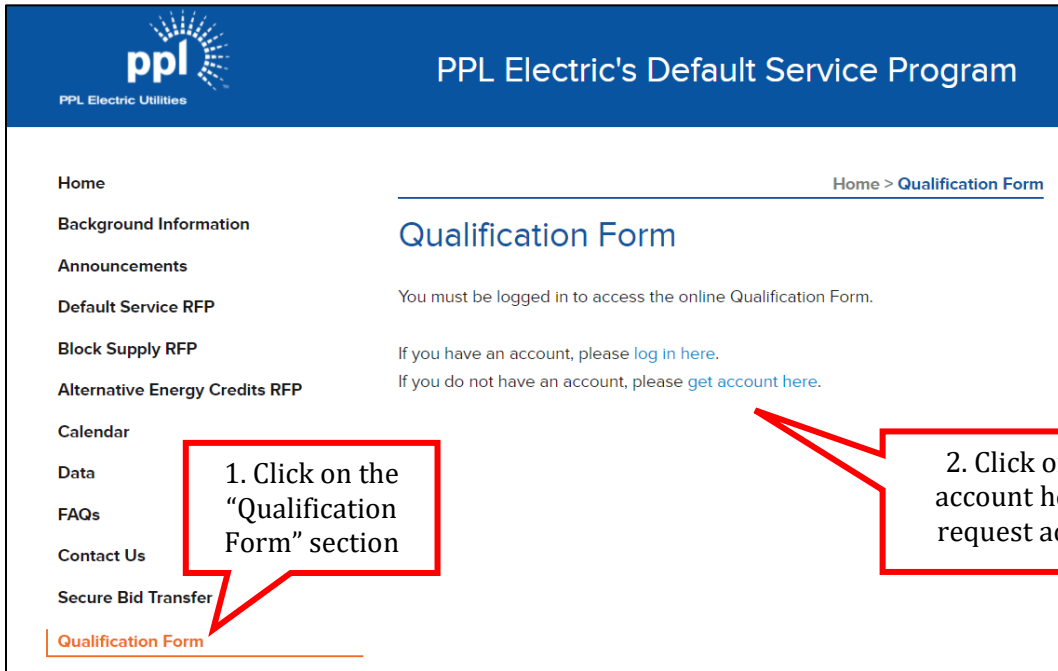 ppl
PPL Electric Utilities
PPL Electric's Default Service Program
Home
Background Information
Announcements
Default Service RFP
Block Supply RFP
Alternative Energy Credits RFP
Calendar
Data
FAQs
Contact Us
Secure Bid Transfer
Qualification Form
Home > Qualification Form
Qualification Form
You must be logged in to access the online Qualification Form.
If you have an account, please log in here.
If you do not have an account, please get account here.
1. Click on the
“Qualification
Form” section
2. Click
account
request